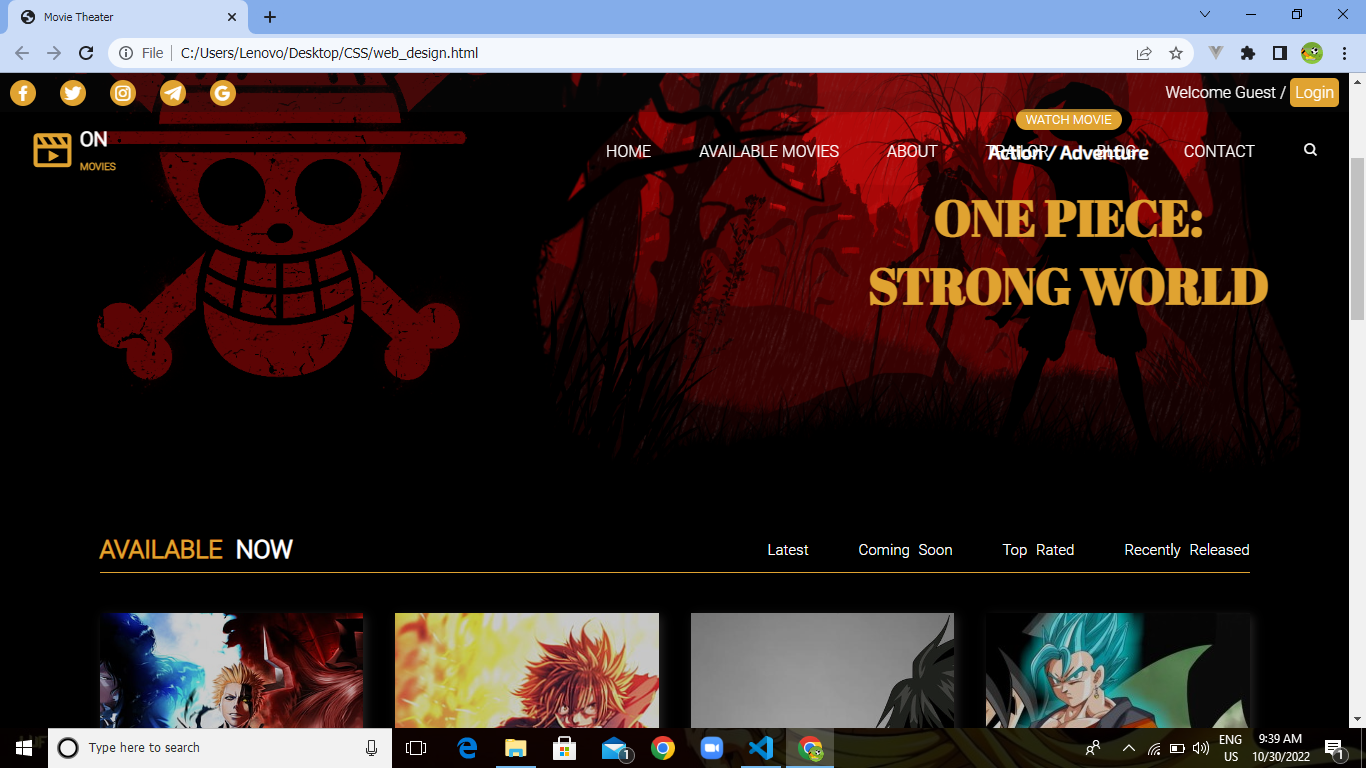 Movie Theater
File
C:/Users/Lenovo/Desktop/CSS/web_design.html
Welcome Guest / Login
WATCH MOVIE
ON
MOVIES
HOME AVAILABLE MOVIES ABOUT TRAILOR BLOG CONTACT
Action / Adventure
ONE PIECE:
STRONG WORLD
AVAILABLE NOW
Latest Coming Soon Top Rated Recently Released
Type here to search
1
ENG
US
9:39 AM
10/30/2022
1